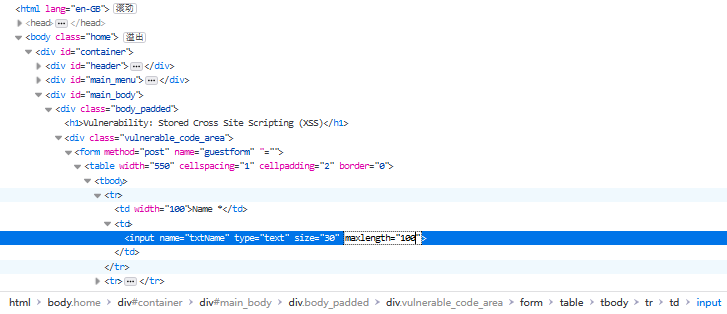 <html lang="en-GB"> 滚动
<head> ••• </head>
<body class="home"> 溢出
<div id="container">
<div id="header"> ••• </div>
<div id="main_menu"> ••• </div>
<div id="main_body">
<div class="body_padded">
<h1>Vulnerability: Stored Cross Site Scripting (XSS)</h1>
<div class="vulnerable_code_area">
<form method="post" name="guestform" "="">
<table width="550" cellspacing="1" cellpadding="2" border="0">
<tbody>
<tr>
<td width="100">Name *</td>
<td>
<input name="txtName" type="text" size="30" maxlength="100">
</td>
</tr>
<tr> ••• </tr>
html > body.home > div#container > div#main_body > div.body_padded > div.vulnerable_code_area > form > table > tbody > tr > td > input